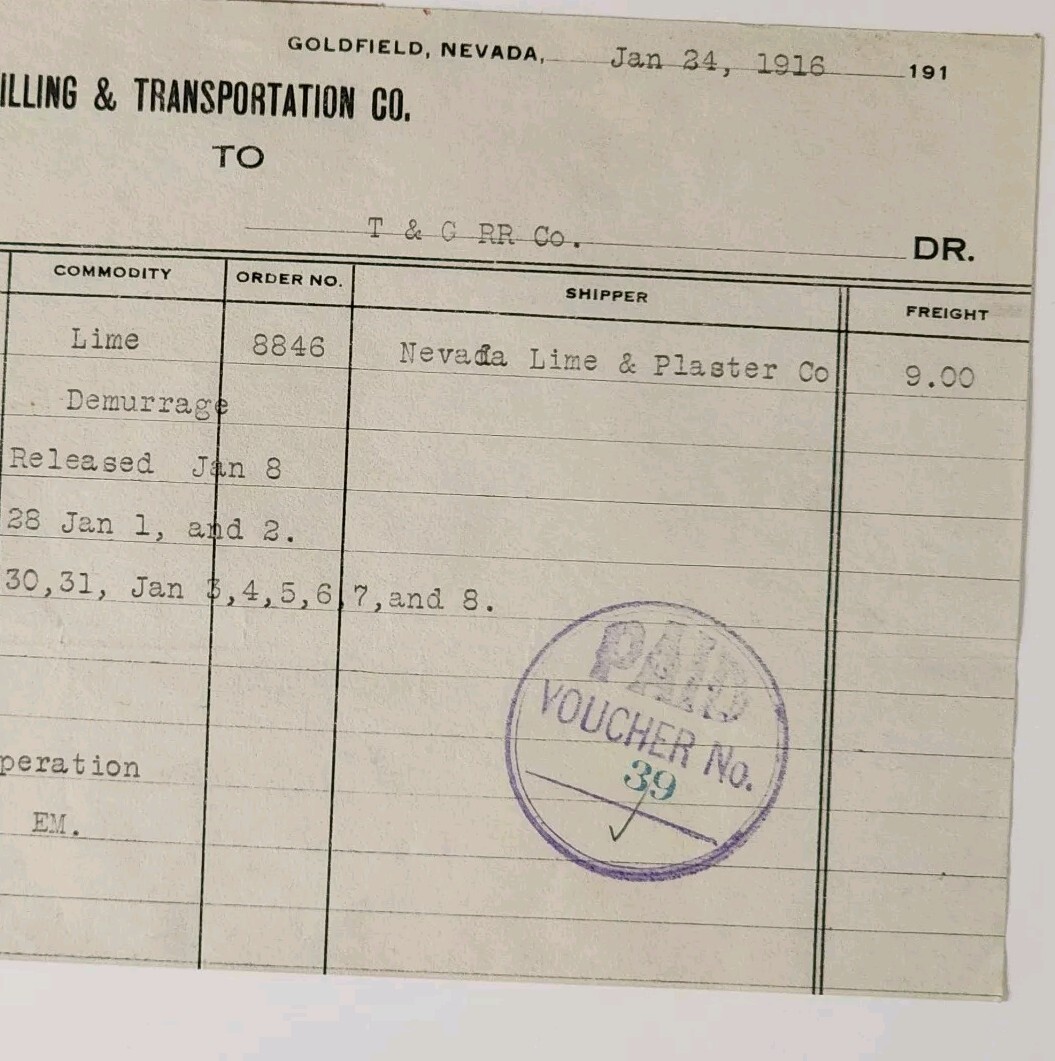 GOLDFIELD, NEVADA, Jan 24, 1916 191
ILLING & TRANSPORTATION CO.
TO
T & G RR Co. DR.
COMMODITY ORDER NO. SHIPPER FREIGHT
Lime 8846 Nevada Lime & Plaster Co 9.00
Demurrage
Released Jan 8
28 Jan 1, and 2.
30,31, Jan 3,4,5,6,7,and 8.
PAID
VOUCHER No.
39
peration
EM.